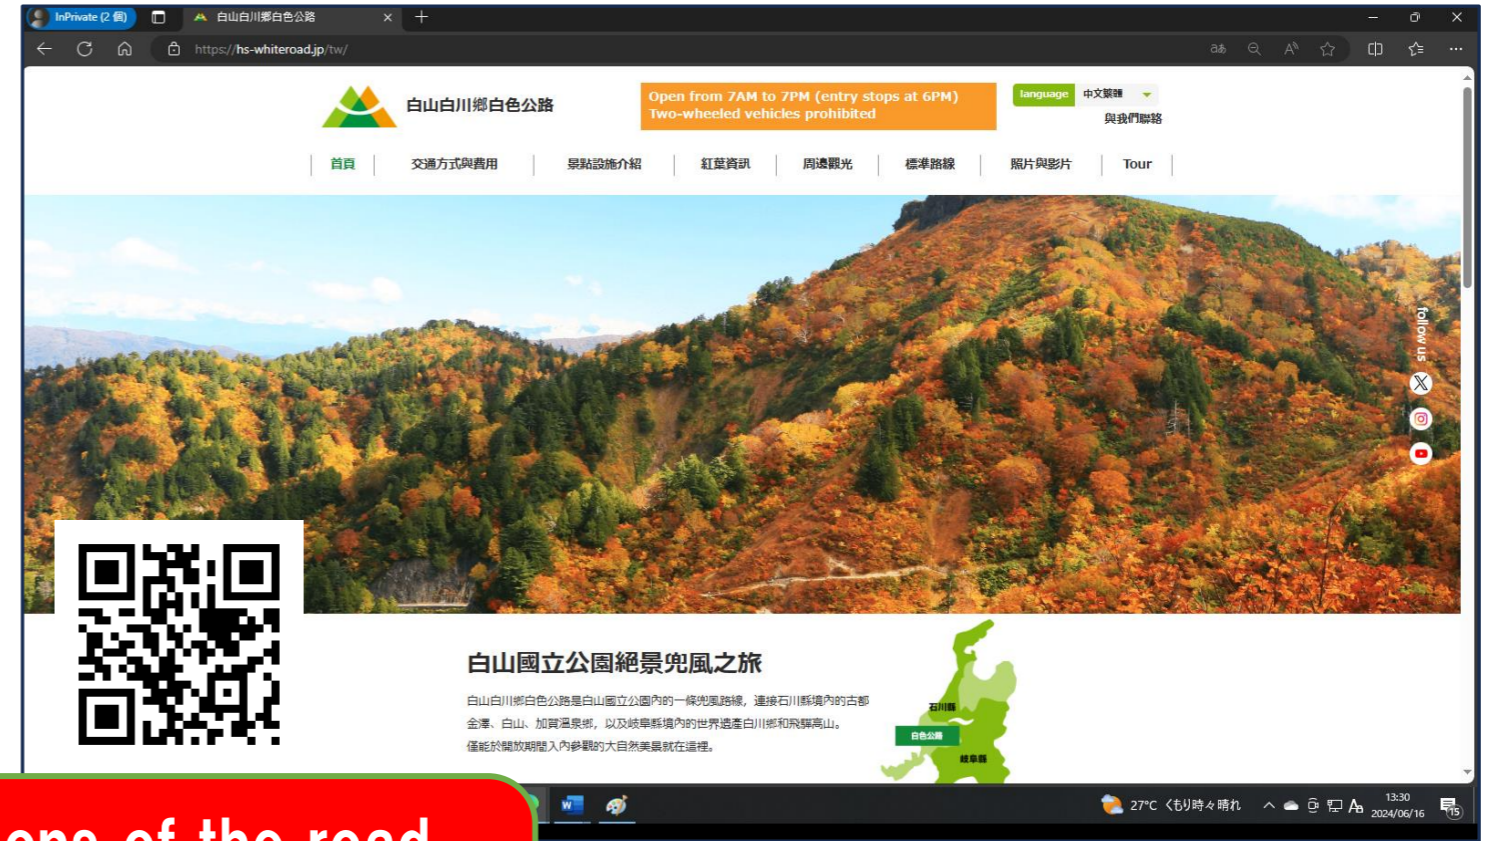 InPrivate (2 個)
白山白川郷白色公路
https://hs-whiteroad.jp/tw/
白山白川鄉白色公路
Open from 7AM to 7PM (entry stops at 6PM)
Two-wheeled vehicles prohibited
language 中文繁體
與我們聯絡
首頁 交通方式與費用 景點設施介紹 紅葉資訊 周邊觀光 標準路線 照片與影片 Tour
follow us
白山國立公園絕景兜風之旅
白山白川鄉白色公路是白山國立公園內的一條兜風路線，連接石川縣境內的古都
金澤、白山、加賀溫泉鄉，以及岐阜縣境內的世界遺產白川鄉和飛驒高山。
僅能於開放期間入內參觀的大自然美景就在這裡。
石川縣
白色公路
岐阜縣
27°C くもり時々晴れ
13:30
2024/06/16
15
of the road